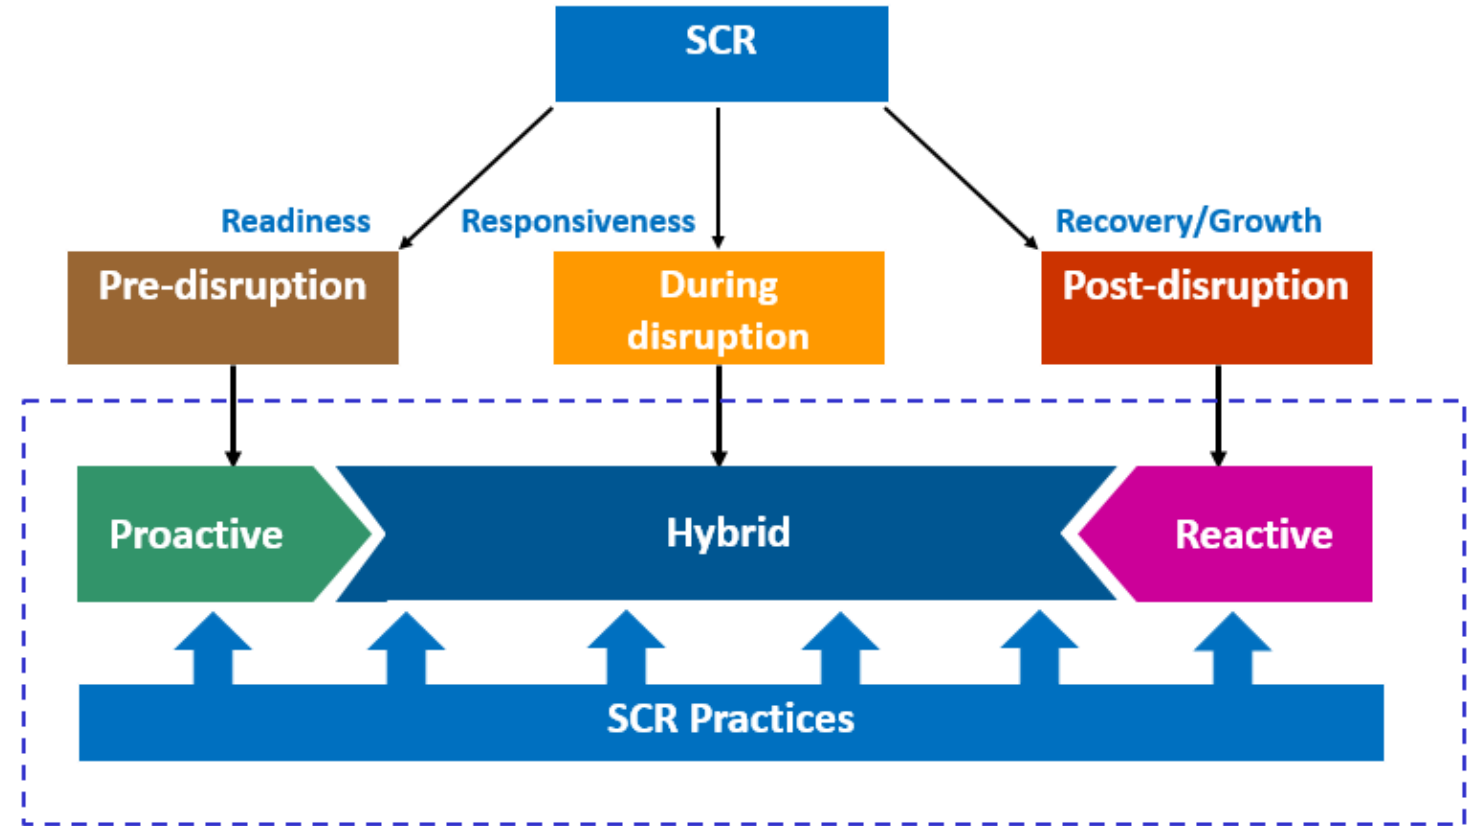 SCR
Readiness
Responsiveness
Recovery/Growth
Pre-disruption
During
disruption
Post-disruption
Proactive
Hybrid
Reactive
SCR Practices